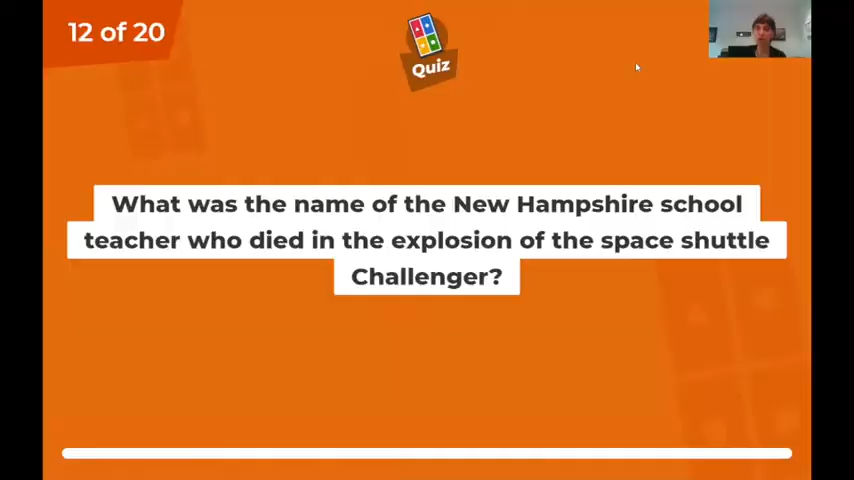 12 of 20
Quiz
What was the name of the New Hampshire school
teacher who died in the explosion of the space shuttle
Challenger?